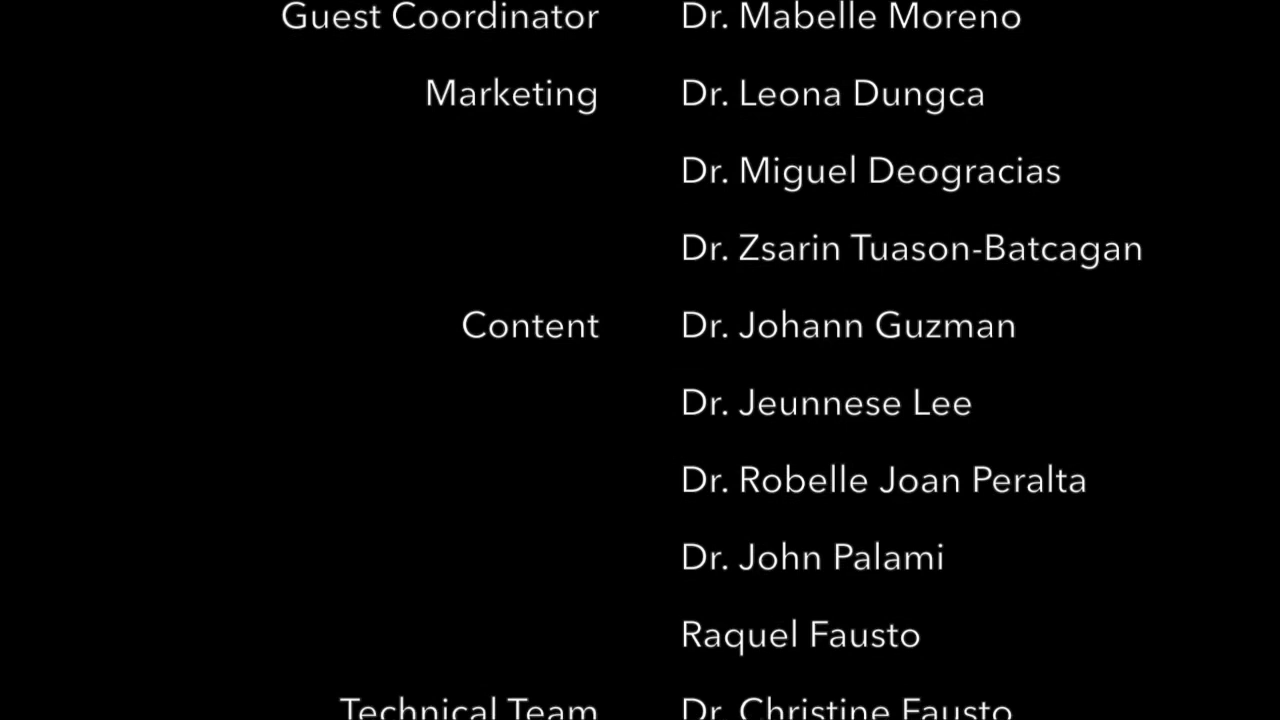 Guest Coordinator Dr. Mabelle Moreno
Marketing Dr. Leona Dungca
Dr. Miguel Deogracias
Dr. Zsarin Tuason-Batcagan
Content Dr. Johann Guzman
Dr. Jeunnese Lee
Dr. Robelle Joan Peralta
Dr. John Palami
Raquel Fausto
Technical Team Dr. Christine Fausto